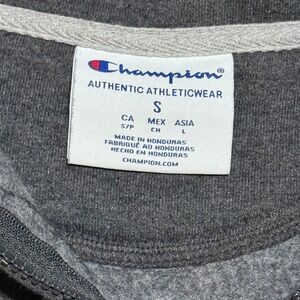 Champion®
AUTHENTIC ATHLETICWEAR
S
CA MEX ASIA
S/P CH L
MADE IN HONDURAS
FABRIQUÉ AU HONDURAS
HECHO EN HONDURAS
CHAMPION.COM